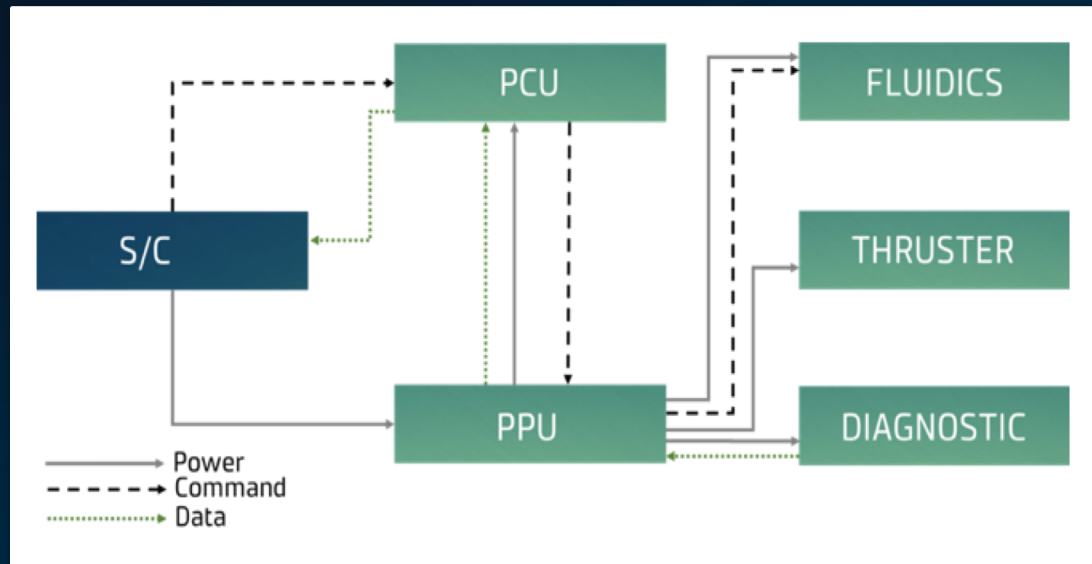 PCU
FLUIDICS
S/C
THRUSTER
PPU
DIAGNOSTIC
Power
Command
Data